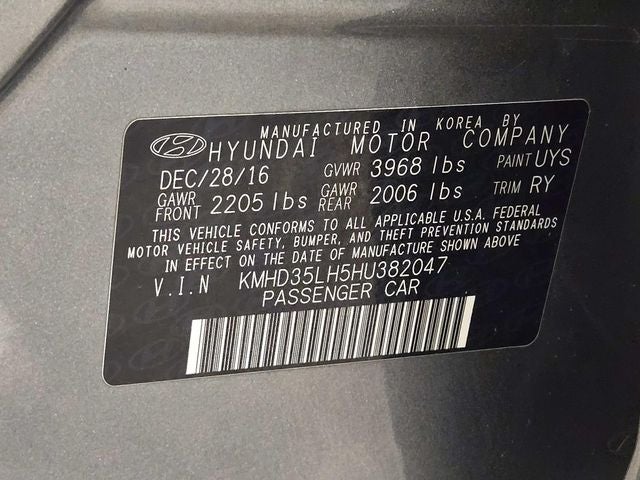 MANUFACTURED IN KOREA BY
HYUNDAI MOTOR COMPANY
DEC/28/16 GVWR 3968 lbs PAINT UYS
GAWR FRONT 2205 lbs GAWR REAR 2006 lbs TRIM RY
THIS VEHICLE CONFORMS TO ALL APPLICABLE U.S.A. FEDERAL
MOTOR VEHICLE SAFETY, BUMPER, AND THEFT PREVENTION STANDARDS
IN EFFECT ON THE DATE OF MANUFACTURE SHOWN ABOVE
V.I.N KMHD35LH5HU382047
PASSENGER CAR